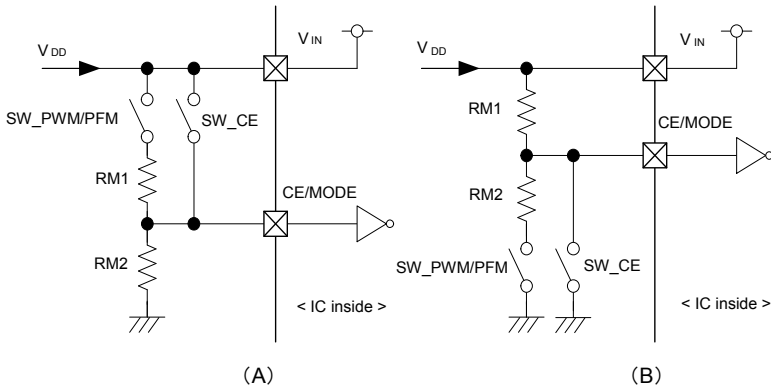 V DD
V IN
SW_PWM/PFM
SW_CE
RM1
CE/MODE
RM2
< IC inside >
(A)
V DD
V IN
RM1
CE/MODE
RM2
SW_PWM/PFM
SW_CE
< IC inside >
(B)